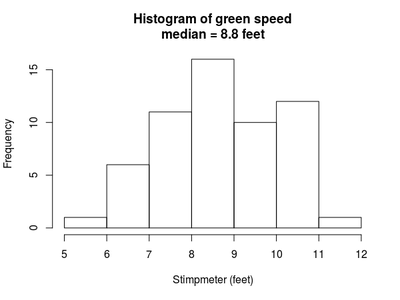 Histogram of green speed
median = 8.8 feet
Frequency
15
10
5
0
5 6 7 8 9 10 11 12
Stimpmeter (feet)